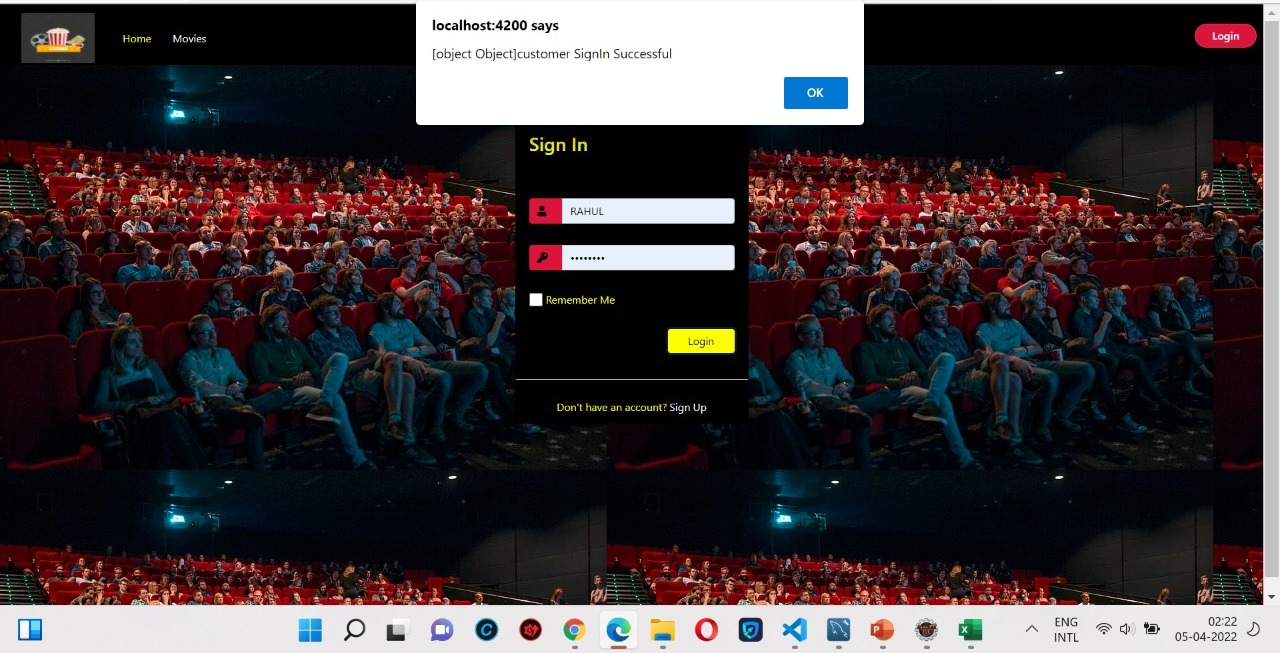 localhost:4200 says
[object Object]customer SignIn Successful
OK
Home
Movies
Login
Sign In
RAHUL
••••••••
Remember Me
Login
Don't have an account? Sign Up
ENG
INTL
02:22
05-04-2022